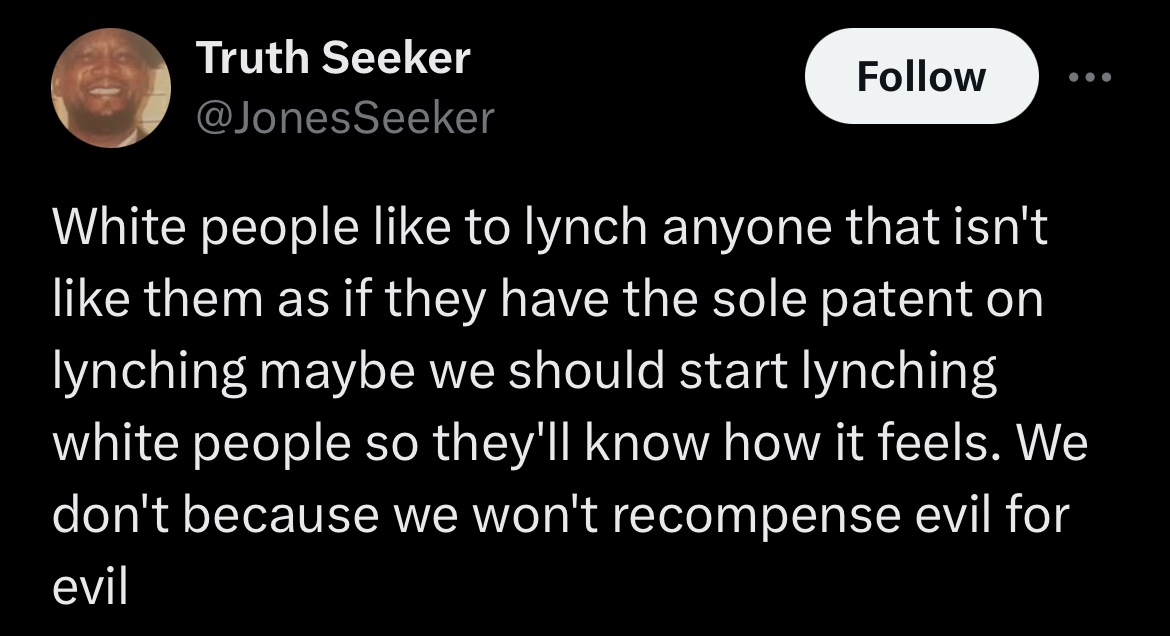 Truth Seeker
@JonesSeeker
Follow
White people like to lynch anyone that isn't
like them as if they have the sole patent on
lynching maybe we should start lynching
white people so they'll know how it feels. We
don't because we won't recompense evil for
evil